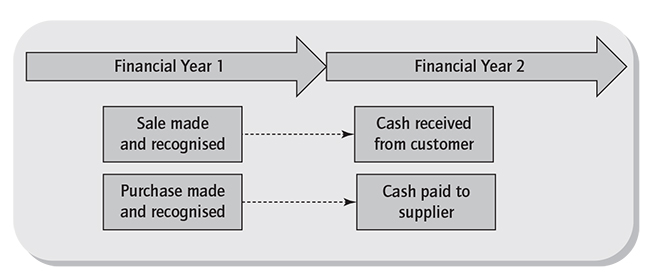 Financial Year 1
Financial Year 2
Sale made
and recognised
Cash received
from customer
Purchase made
and recognised
Cash paid to
supplier